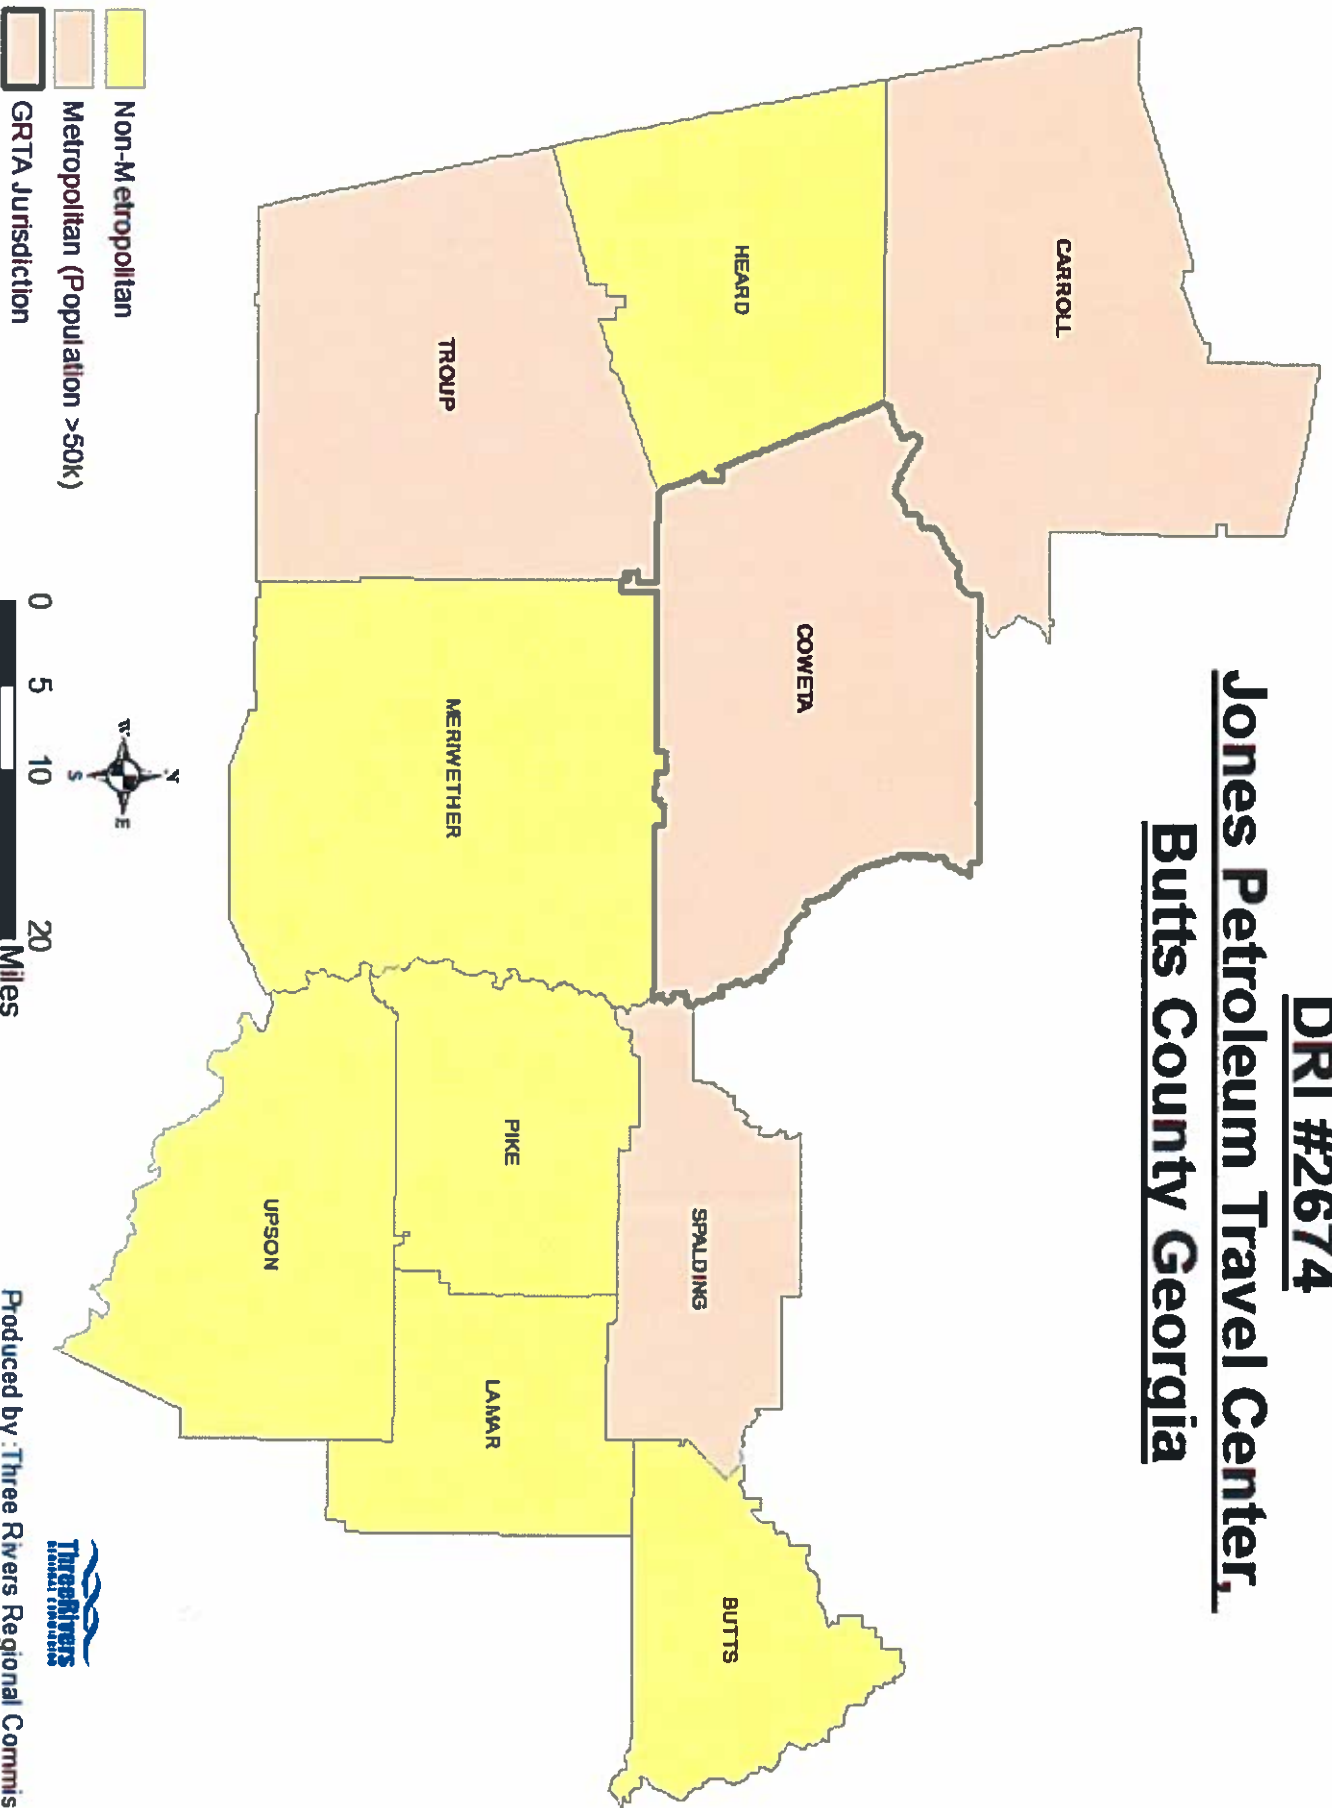 DRI #2674
Jones Petroleum Travel Center,
Butts County Georgia
CARROLL
HEARD
COWETA
TROUP
MERIWETHER
SPALDING
PIKE
BUTTS
LAMAR
UPSON
Non-Metropolitan
Metropolitan (Population >50k)
GRTA Jurisdiction
N
W
E
S
0 5 10 20
Miles
ThreeRivers
REGIONAL COMMISSION
Produced by :Three Rivers Regional Commis